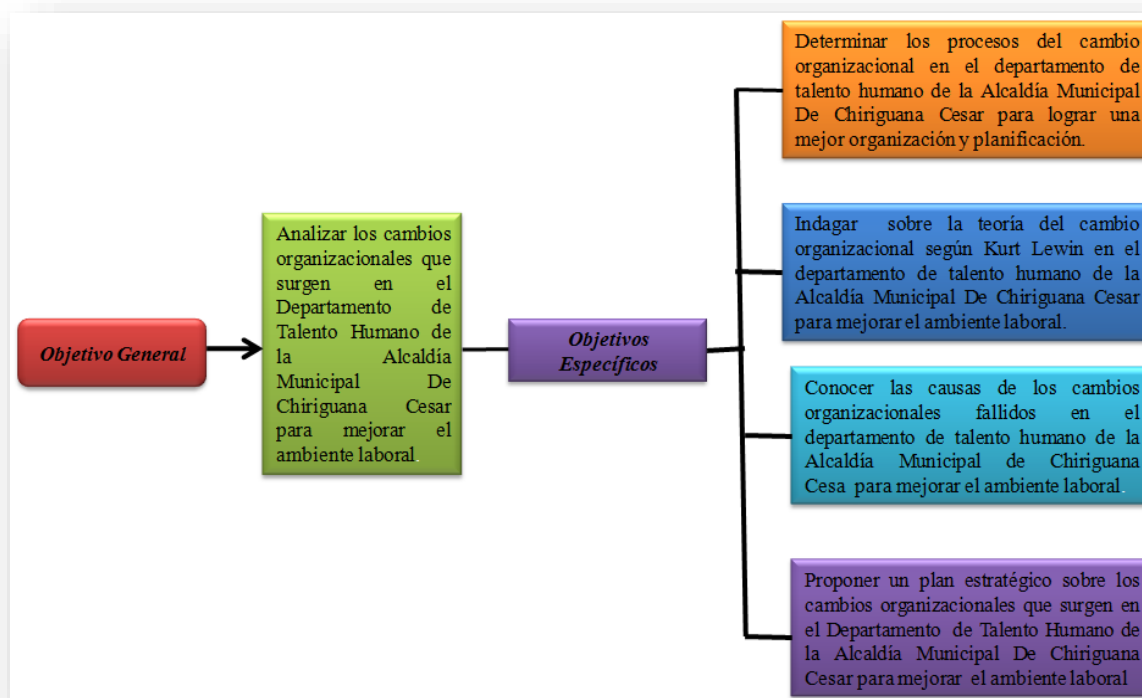 Objetivo General
Analizar los cambios
organizacionales que
surgen en el
Departamento de
Talento Humano de
la Alcaldía
Municipal De
Chiriguana Cesar
para mejorar el
ambiente laboral.
Objetivos
Específicos
Determinar los procesos del cambio
organizacional en el departamento de
talento humano de la Alcaldía Municipal
De Chiriguana Cesar para lograr una
mejor organización y planificación.
Indagar sobre la teoría del cambio
organizacional según Kurt Lewin en el
departamento de talento humano de la
Alcaldía Municipal De Chiriguana Cesar
para mejorar el ambiente laboral.
Conocer las causas de los cambios
organizacionales fallidos en el
departamento de talento humano de la
Alcaldía Municipal de Chiriguana
Cesa para mejorar el ambiente laboral.
Proponer un plan estratégico sobre los
cambios organizacionales que surgen en
el Departamento de Talento Humano de
la Alcaldía Municipal De Chiriguana
Cesar para mejorar el ambiente laboral